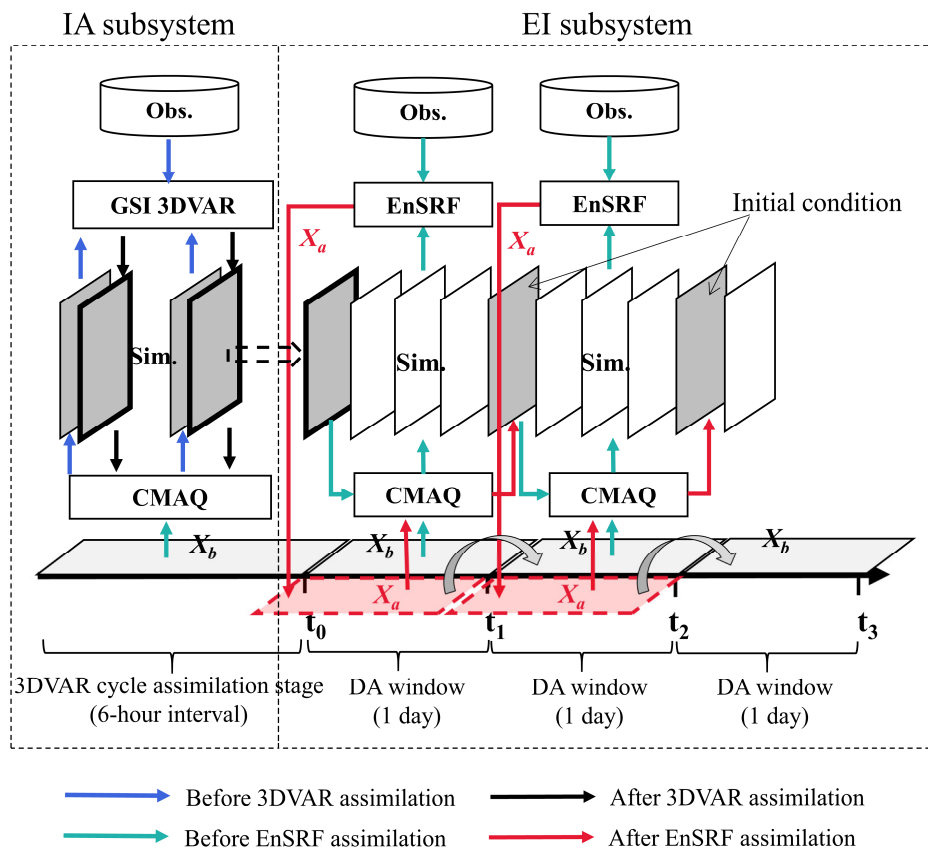 IA subsystem
EI subsystem
Obs.
Obs.
Obs.
GSI 3DVAR
EnSRF
EnSRF
Initial condition
Xa
Xa
Sim.
Sim.
Sim.
CMAQ
CMAQ
CMAQ
Xb
Xb
Xb
Xb
Xa
Xa
t0
t1
t2
t3
3DVAR cycle assimilation stage
(6-hour interval)
DA window
(1 day)
DA window
(1 day)
DA window
(1 day)
Before 3DVAR assimilation
After 3DVAR assimilation
Before EnSRF assimilation
After EnSRF assimilation